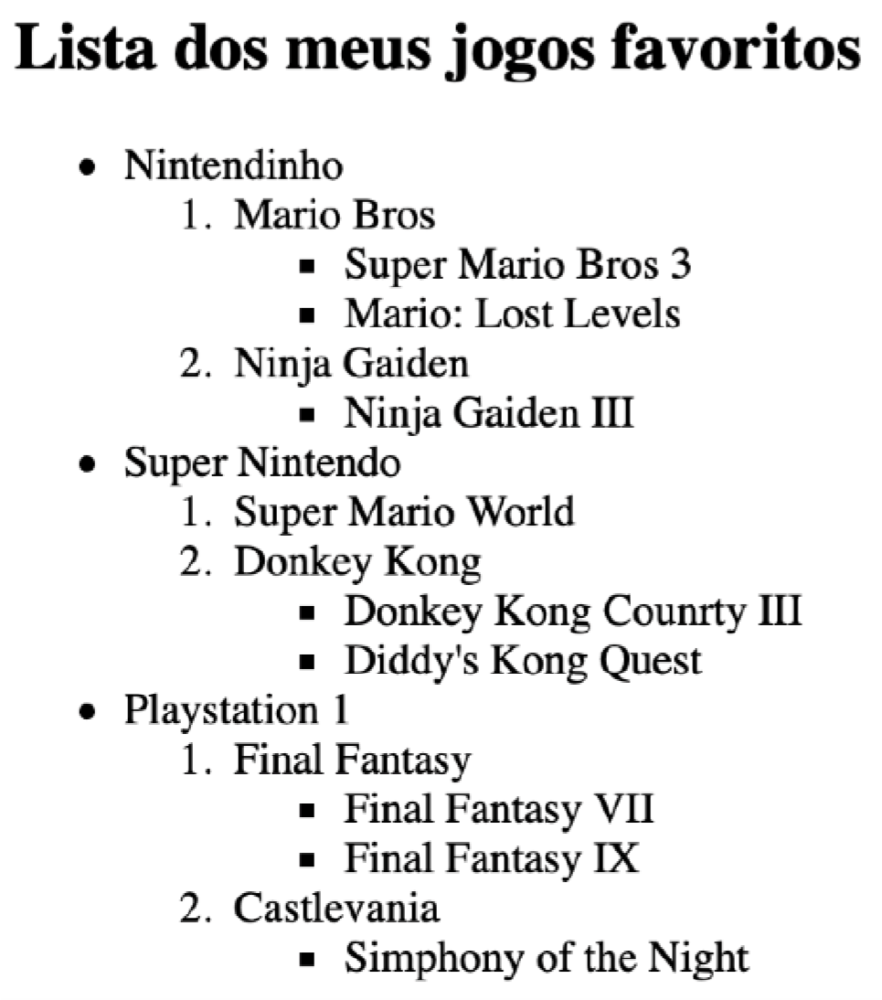 Lista dos meus jogos favoritos
• Nintendinho
1. Mario Bros
▪ Super Mario Bros 3
▪ Mario: Lost Levels
2. Ninja Gaiden
▪ Ninja Gaiden III
• Super Nintendo
1. Super Mario World
2. Donkey Kong
▪ Donkey Kong Counrty III
▪ Diddy's Kong Quest
• Playstation 1
1. Final Fantasy
▪ Final Fantasy VII
▪ Final Fantasy IX
2. Castlevania
▪ Simphony of the Night